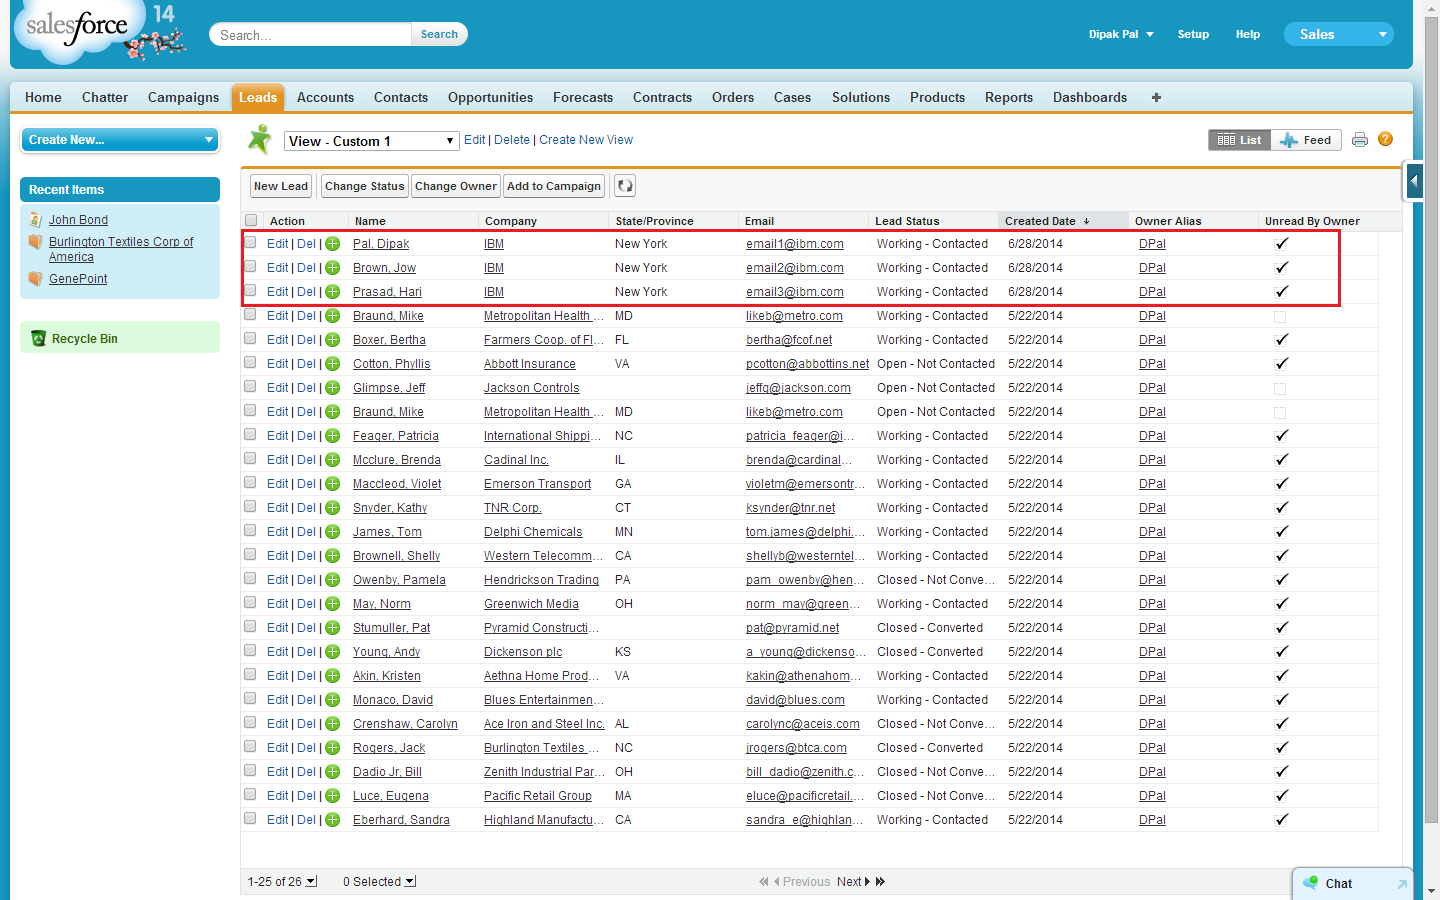 salesforce 14
Search... Search Dipak Pal Setup Help Sales
Home Chatter Campaigns Leads Accounts Contacts Opportunities Forecasts Contracts Orders Cases Solutions Products Reports Dashboards +
Create New...
Recent Items
John Bond
Burlington Textiles Corp of
America
GenePoint
Recycle Bin
View - Custom 1 Edit | Delete | Create New View List Feed ?
New Lead Change Status Change Owner Add to Campaign
Action Name Company State/Province Email Lead Status Created Date Owner Alias Unread By Owner
Edit | Del | Pal, Dipak IBM New York email1@ibm.com Working - Contacted 6/28/2014 DPal
Edit | Del | Brown, Jow IBM New York email2@ibm.com Working - Contacted 6/28/2014 DPal
Edit | Del | Prasad, Hari IBM New York email3@ibm.com Working - Contacted 6/28/2014 DPal
Edit | Del | Braund, Mike Metropolitan Health ... MD likeb@metro.com Working - Contacted 5/22/2014 DPal
Edit | Del | Boxer, Bertha Farmers Coop. of Fl... FL bertha@fcof.net Working - Contacted 5/22/2014 DPal
Edit | Del | Cotton, Phyllis Abbott Insurance VA pcotton@abbottins.net Open - Not Contacted 5/22/2014 DPal
Edit | Del | Glimpse, Jeff Jackson Controls jeffg@jackson.com Open - Not Contacted 5/22/2014 DPal
Edit | Del | Braund, Mike Metropolitan Health ... MD likeb@metro.com Open - Not Contacted 5/22/2014 DPal
Edit | Del | Feager, Patricia International Shippi... NC patricia_feager@i... Working - Contacted 5/22/2014 DPal
Edit | Del | Mcclure, Brenda Cadinal Inc. IL brenda@cardinal... Working - Contacted 5/22/2014 DPal
Edit | Del | Maccleod, Violet Emerson Transport GA violetm@emersontr... Working - Contacted 5/22/2014 DPal
Edit | Del | Snyder, Kathy TNR Corp. CT ksynder@tnr.net Working - Contacted 5/22/2014 DPal
Edit | Del | James, Tom Delphi Chemicals MN tom.james@delphi... Working - Contacted 5/22/2014 DPal
Edit | Del | Brownell, Shelly Western Telecomm... CA shellyb@westerntel... Working - Contacted 5/22/2014 DPal
Edit | Del | Owenby, Pamela Hendrickson Trading PA pam_owenby@hen... Closed - Not Conve... 5/22/2014 DPal
Edit | Del | May, Norm Greenwich Media OH norm_may@green... Working - Contacted 5/22/2014 DPal
Edit | Del | Stumuller, Pat Pyramid Constructi... pat@pyramid.net Closed - Converted 5/22/2014 DPal
Edit | Del | Young, Andy Dickenson plc KS a_young@dickenso... Closed - Converted 5/22/2014 DPal
Edit | Del | Akin, Kristen Aethna Home Prod... VA kakin@athenahom... Working - Contacted 5/22/2014 DPal
Edit | Del | Monaco, David Blues Entertainmen... david@blues.com Working - Contacted 5/22/2014 DPal
Edit | Del | Crenshaw, Carolyn Ace Iron and Steel Inc. AL carolync@aceis.com Closed - Not Conve... 5/22/2014 DPal
Edit | Del | Rogers, Jack Burlington Textiles ... NC jrogers@btca.com Closed - Converted 5/22/2014 DPal
Edit | Del | Dadio Jr, Bill Zenith Industrial Par... OH bill_dadio@zenith.c... Closed - Not Conve... 5/22/2014 DPal
Edit | Del | Luce, Eugena Pacific Retail Group MA eluce@pacificretail.... Closed - Not Conve... 5/22/2014 DPal
Edit | Del | Eberhard, Sandra Highland Manufactu... CA sandra_e@highlan... Working - Contacted 5/22/2014 DPal
1-25 of 26 0 Selected Previous Next
Chat